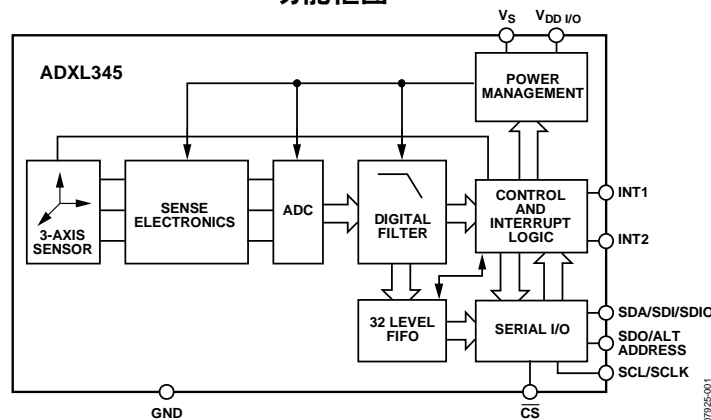 功能框图
VS
VDD I/O
ADXL345
POWER
MANAGEMENT
3-AXIS
SENSOR
SENSE
ELECTRONICS
ADC
DIGITAL
FILTER
CONTROL
AND
INTERRUPT
LOGIC
INT1
INT2
32 LEVEL
FIFO
SERIAL I/O
SDA/SDI/SDIO
SDO/ALT
ADDRESS
SCL/SCLK
GND
CS
07925-001